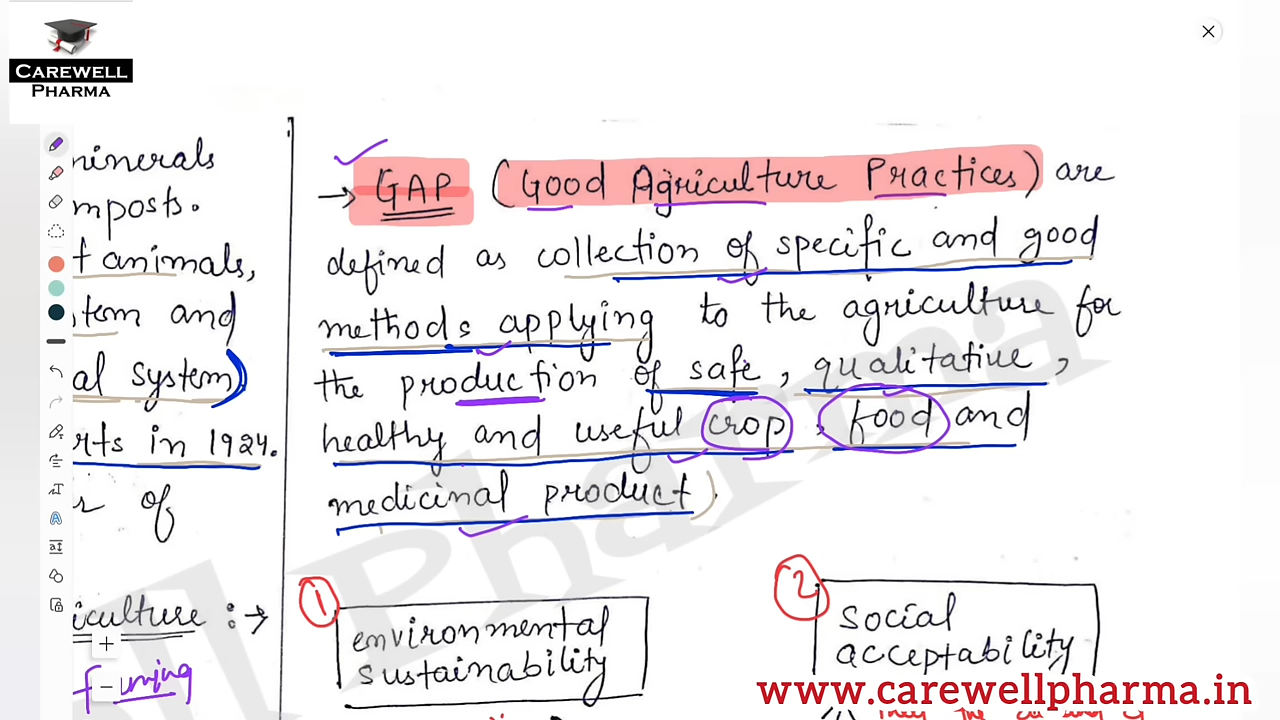 CAREWELL
PHARMA
minerals
mposts.
f animals,
stem and
al system)
rts in 1924.
of
iculture :→
→ GAP (Good Agriculture Practices) are
defined as collection of specific and good
methods applying to the agriculture for
the production of safe, qualitative,
healthy and useful crop, food and
medicinal product)
① environmental
sustainability
② social
acceptability
www.carewellpharma.in